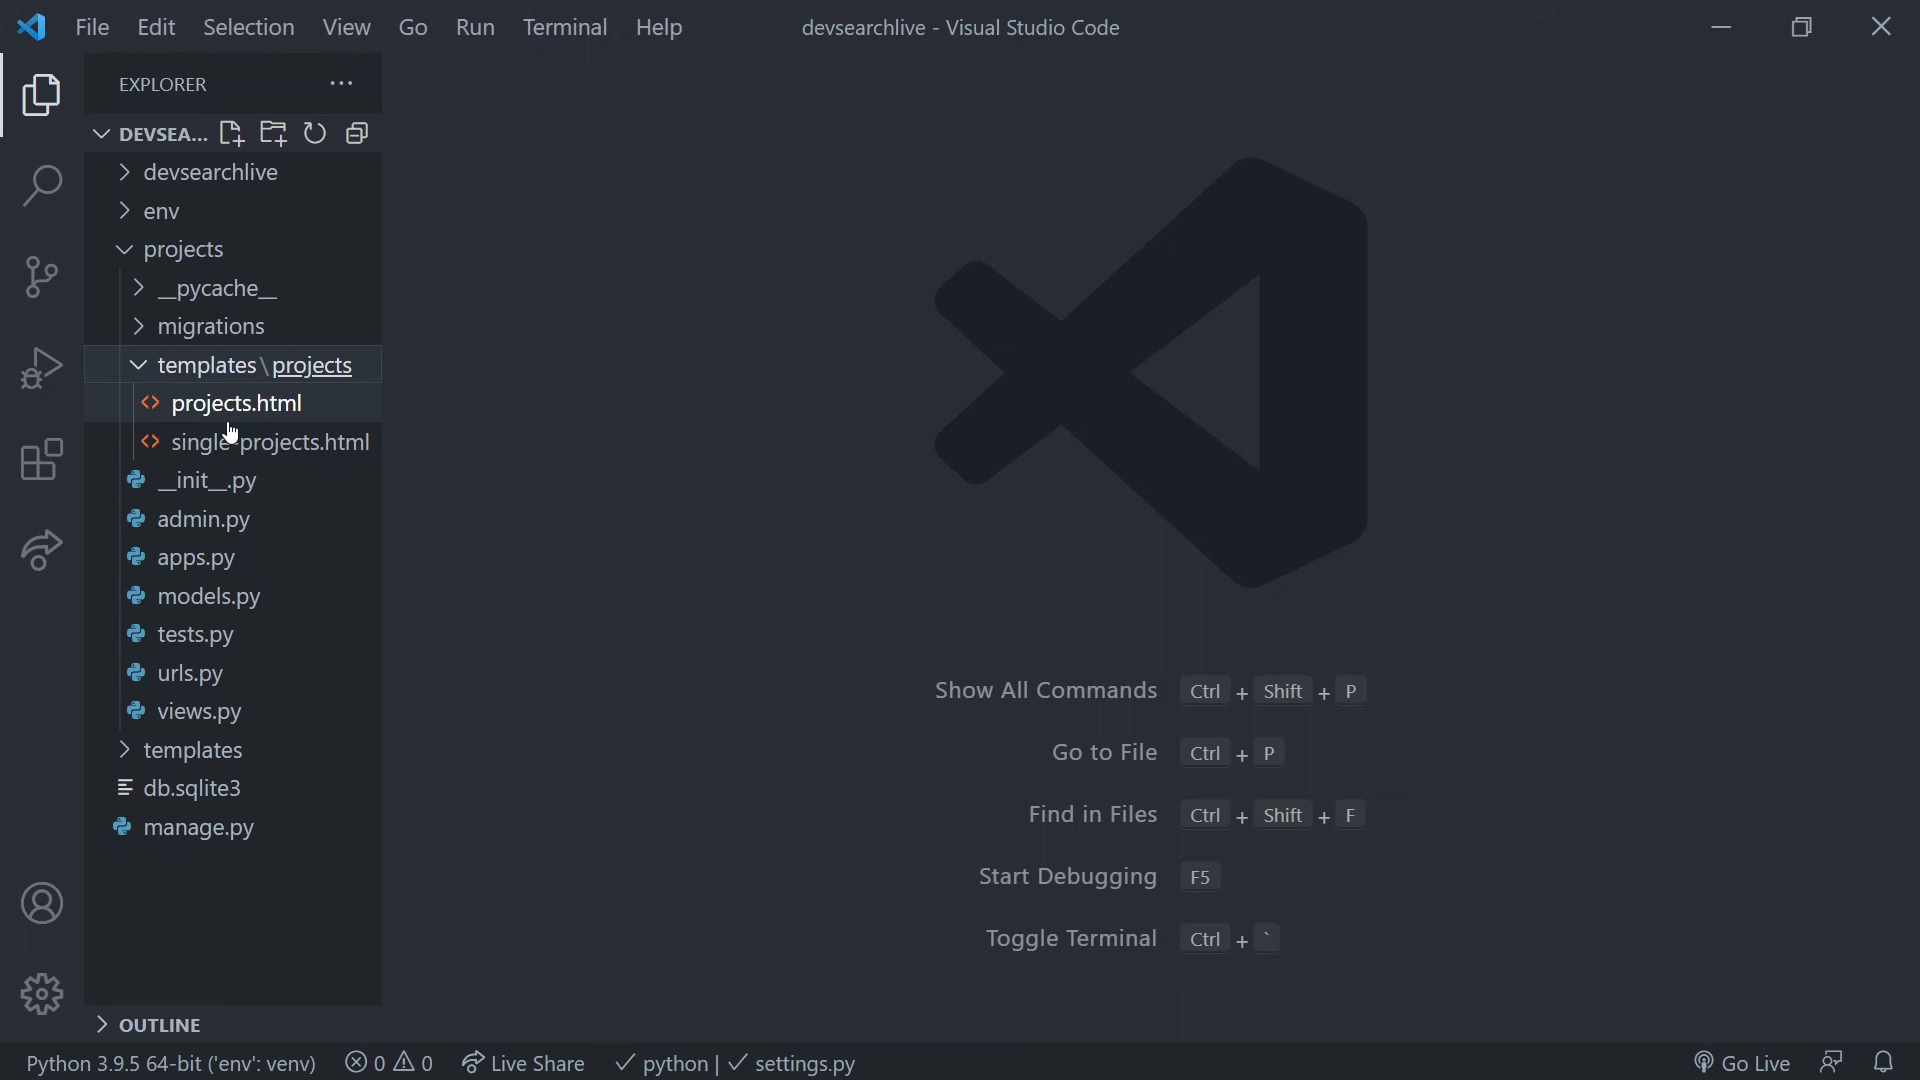 File Edit Selection View Go Run Terminal Help devsearchlive - Visual Studio Code
EXPLORER
DEVSEA...
devsearchlive
env
projects
__pycache__
migrations
templates\projects
projects.html
single-projects.html
__init__.py
admin.py
apps.py
models.py
tests.py
urls.py
views.py
templates
db.sqlite3
manage.py
OUTLINE
Show All Commands Ctrl + Shift + P
Go to File Ctrl + P
Find in Files Ctrl + Shift + F
Start Debugging F5
Toggle Terminal Ctrl + `
Python 3.9.5 64-bit ('env': venv) 0 0 Live Share python | settings.py Go Live